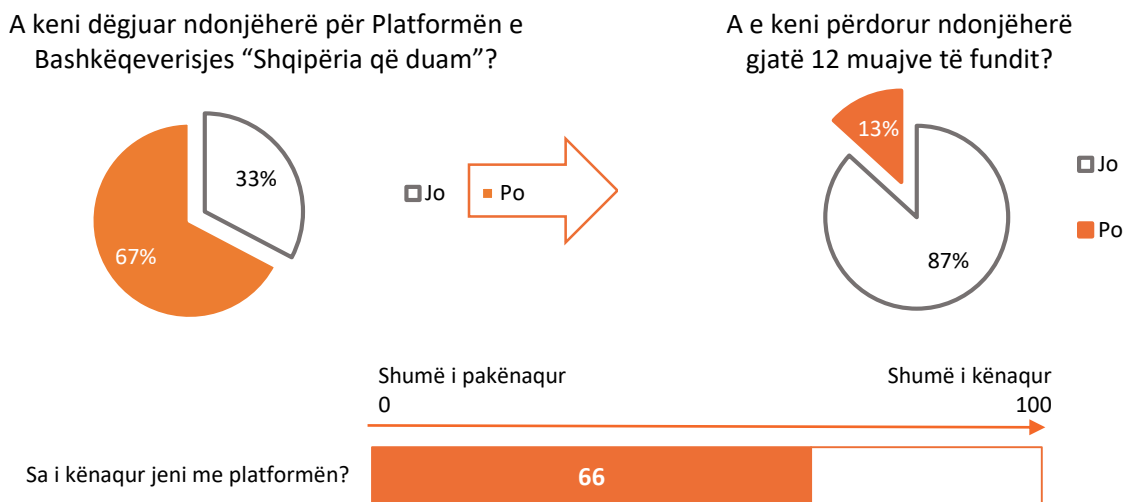 A keni dëgjuar ndonjëherë për Platformën e
Bashkëqeverisjes “Shqipëria që duam”?
33%
67%
Jo
Po
A e keni përdorur ndonjëherë
gjatë 12 muajve të fundit?
13%
87%
Jo
Po
Shumë i pakënaqur
Shumë i kënaqur
0
100
Sa i kënaqur jeni me platformën?
66